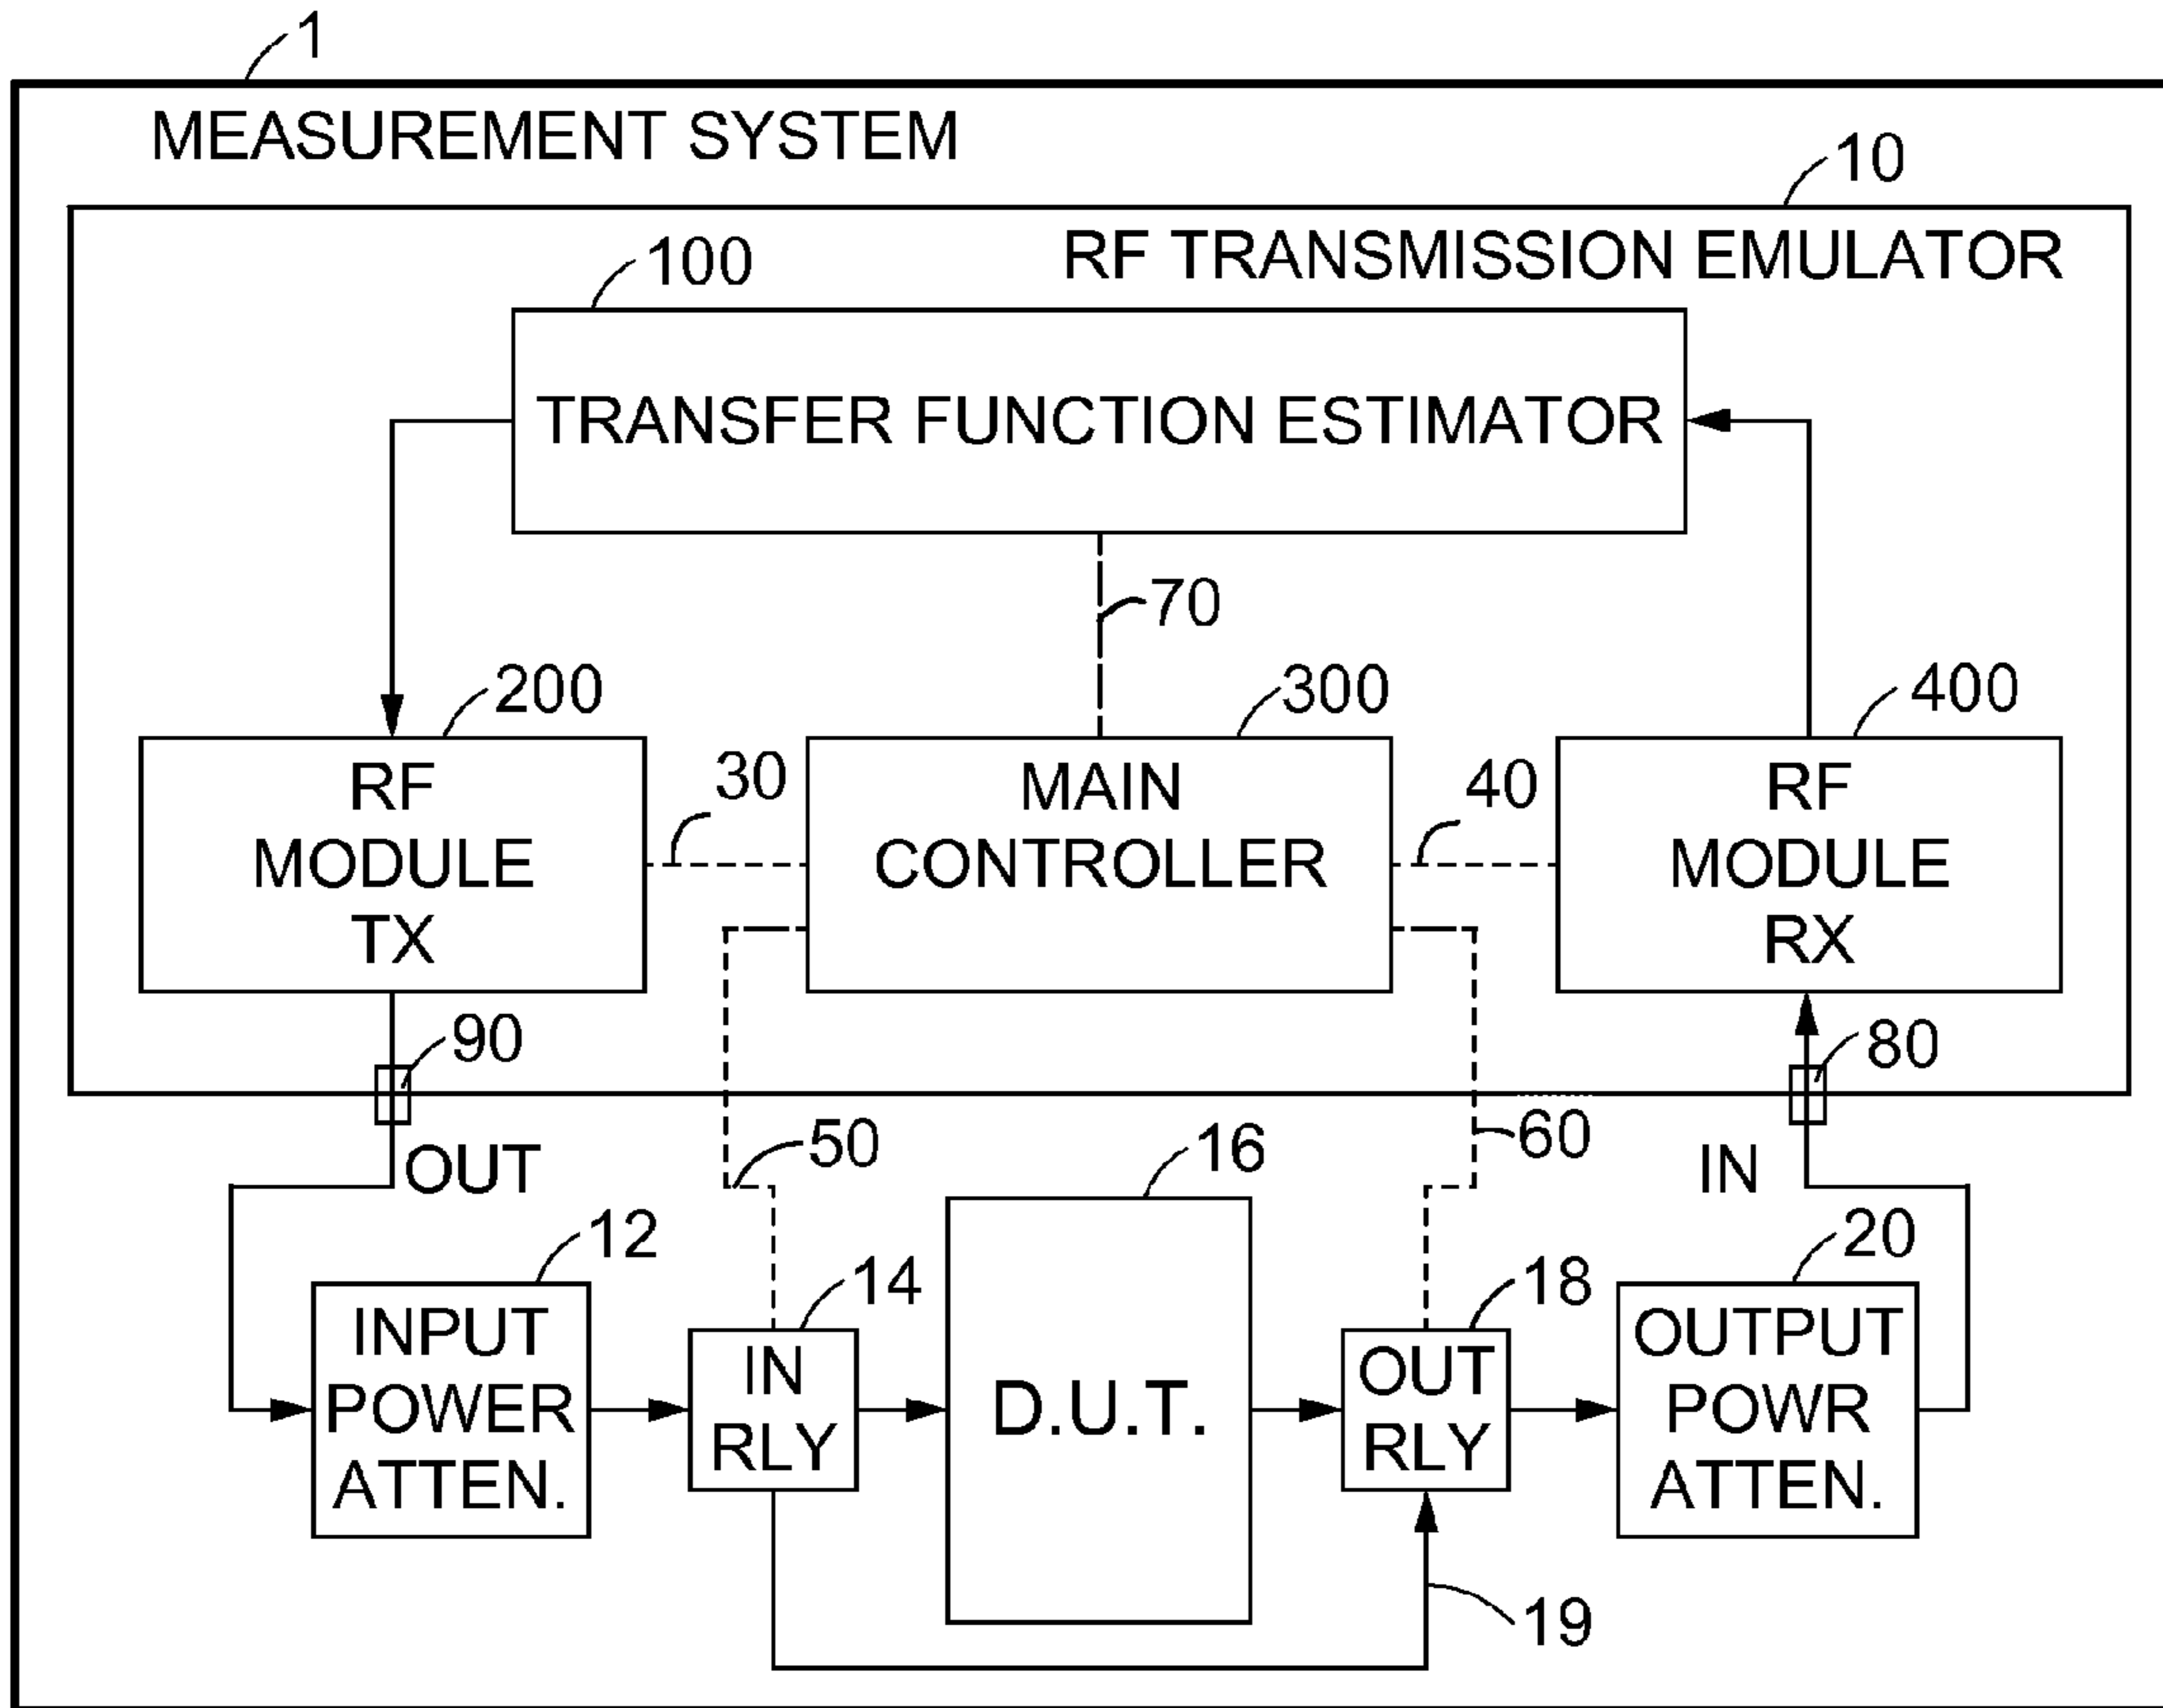 1
MEASUREMENT SYSTEM
10
RF TRANSMISSION EMULATOR
100
TRANSFER FUNCTION ESTIMATOR
70
200
300
400
RF
MODULE
TX
30
MAIN
CONTROLLER
40
RF
MODULE
RX
90
80
OUT
50
16
60
IN
12
INPUT
POWER
ATTEN.
14
IN
RLY
D.U.T.
18
OUT
RLY
20
OUTPUT
POWR
ATTEN.
19